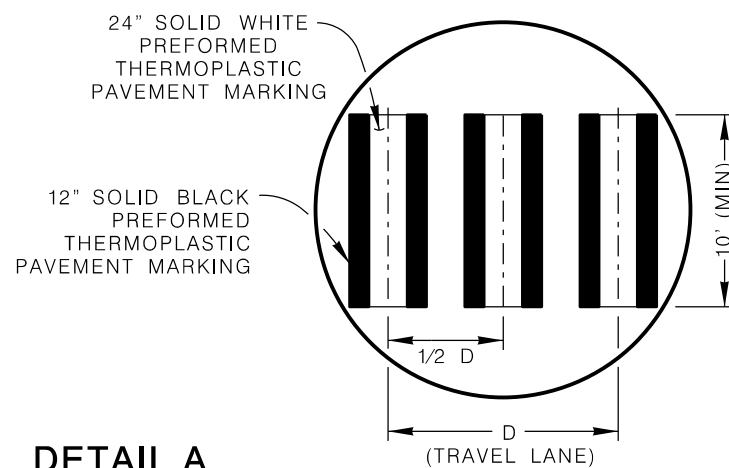 24" SOLID WHITE
PREFORMED
THERMOPLASTIC
PAVEMENT MARKING
12" SOLID BLACK
PREFORMED
THERMOPLASTIC
PAVEMENT MARKING
10' (MIN)
1/2 D
D
(TRAVEL LANE)
DETAIL A